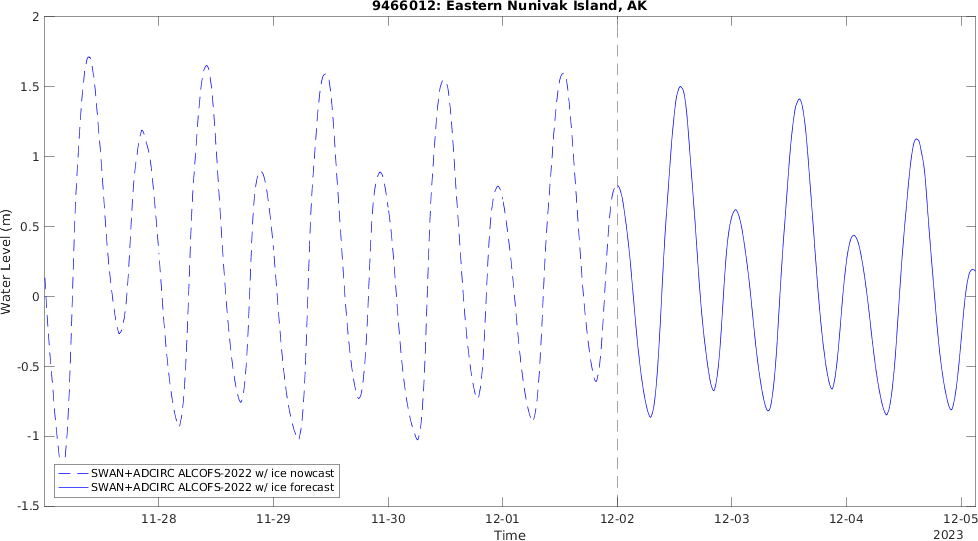 9466012: Eastern Nunivak Island, AK
2
1.5
1
0.5
0
-0.5
-1
-1.5
Water Level (m)
SWAN+ADCIRC ALCOFS-2022 w/ ice nowcast
SWAN+ADCIRC ALCOFS-2022 w/ ice forecast
11-28 11-29 11-30 12-01 12-02 12-03 12-04 12-05
Time
2023